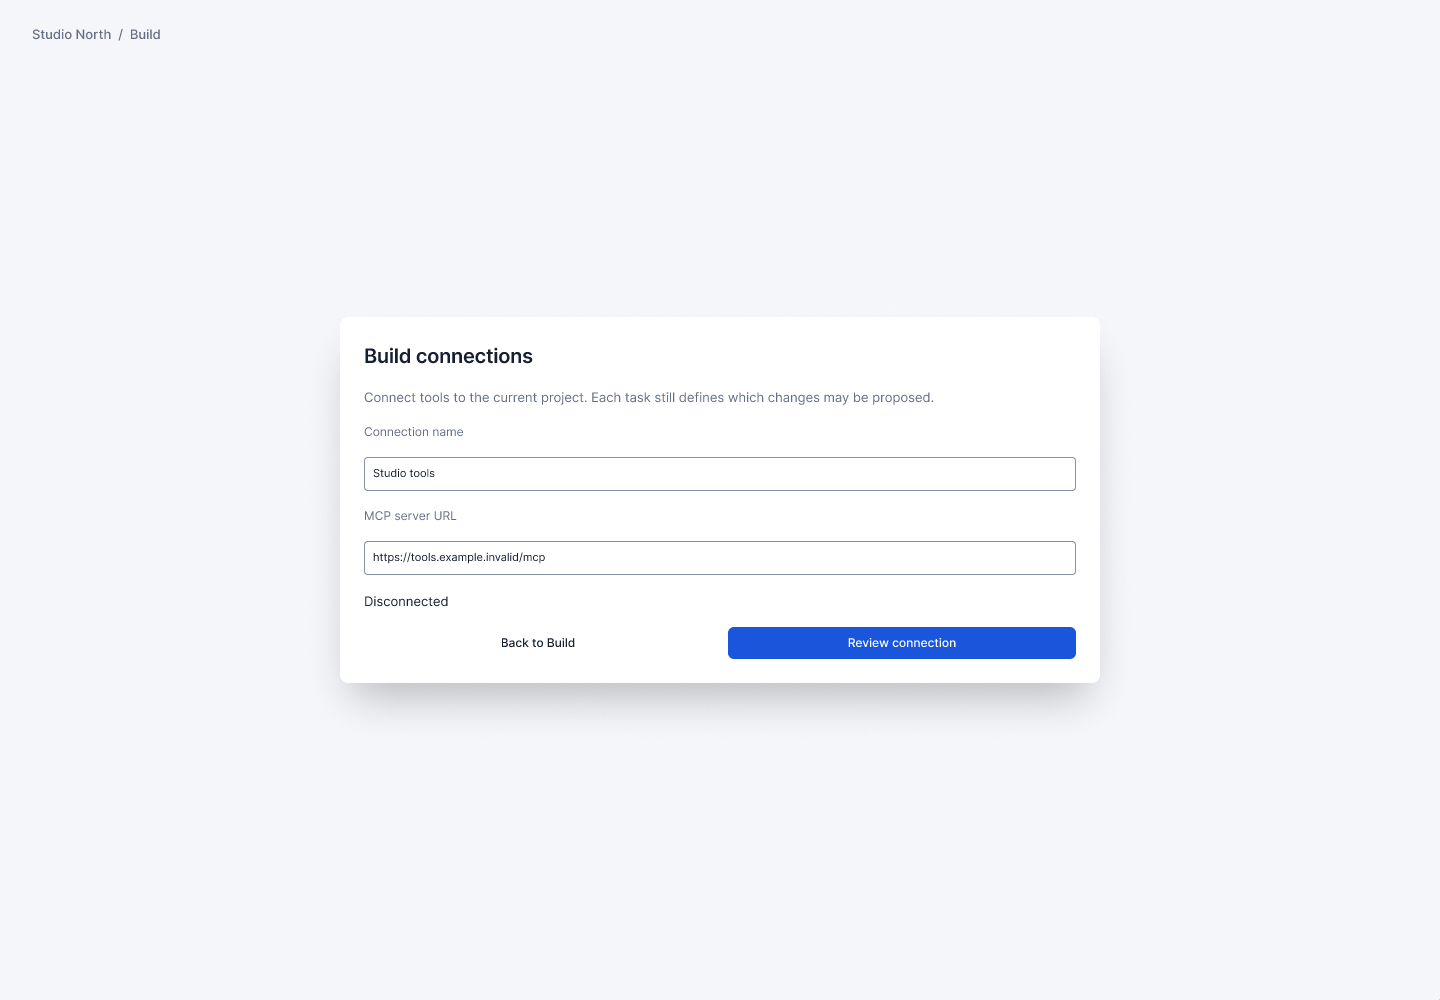 Studio North / Build
Build connections
Connect tools to the current project. Each task still defines which changes may be proposed.
Connection name
Studio tools
MCP server URL
https://tools.example.invalid/mcp
Disconnected
Back to Build
Review connection